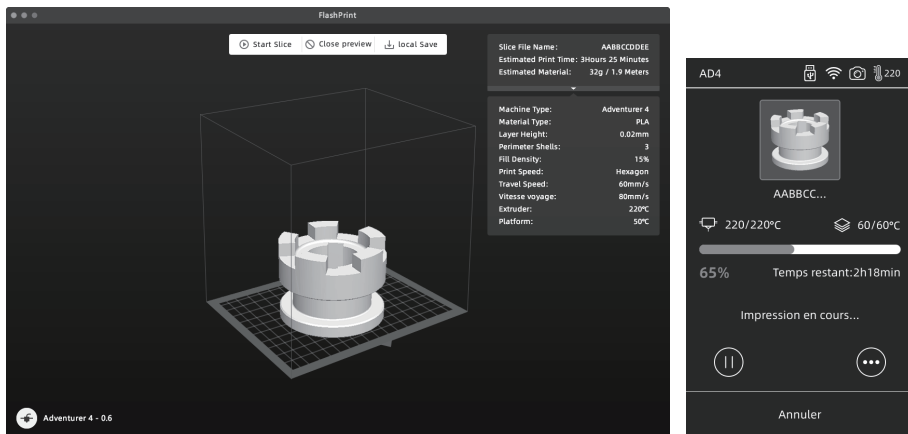 FlashPrint
Start Slice Close preview local Save
Slice File Name: AABBCCDDEE
Estimated Print Time: 3Hours 25 Minutes
Estimated Material: 32g / 1.9 Meters
Machine Type: Adventurer 4
Material Type: PLA
Layer Height: 0.02mm
Perimeter Shells: 3
Fill Density: 15%
Print Speed: Hexagon
Travel Speed: 60mm/s
Vitesse voyage: 80mm/s
Extruder: 220℃
Platform: 50℃
Adventurer 4 - 0.6
AD4 220
AABBCC...
220/220℃ 60/60℃
65% Temps restant:2h18min
Impression en cours...
Annuler